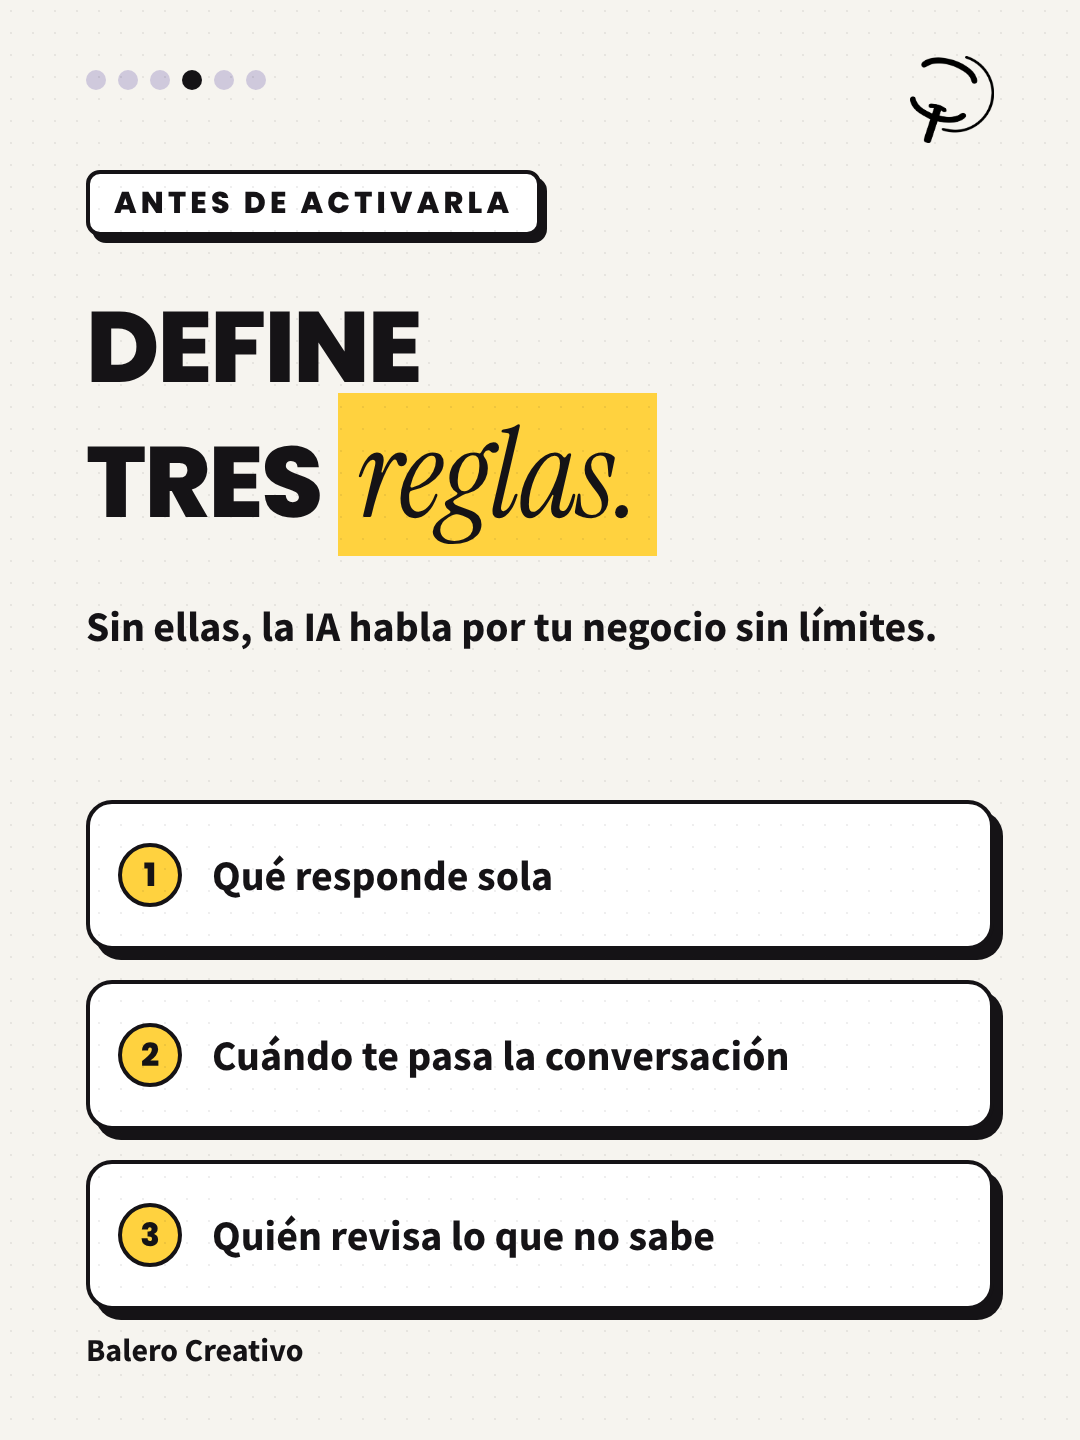 ANTES DE ACTIVARLA
DEFINE
TRES reglas.
Sin ellas, la IA habla por tu negocio sin límites.
1 Qué responde sola
2 Cuándo te pasa la conversación
3 Quién revisa lo que no sabe
Balero Creativo